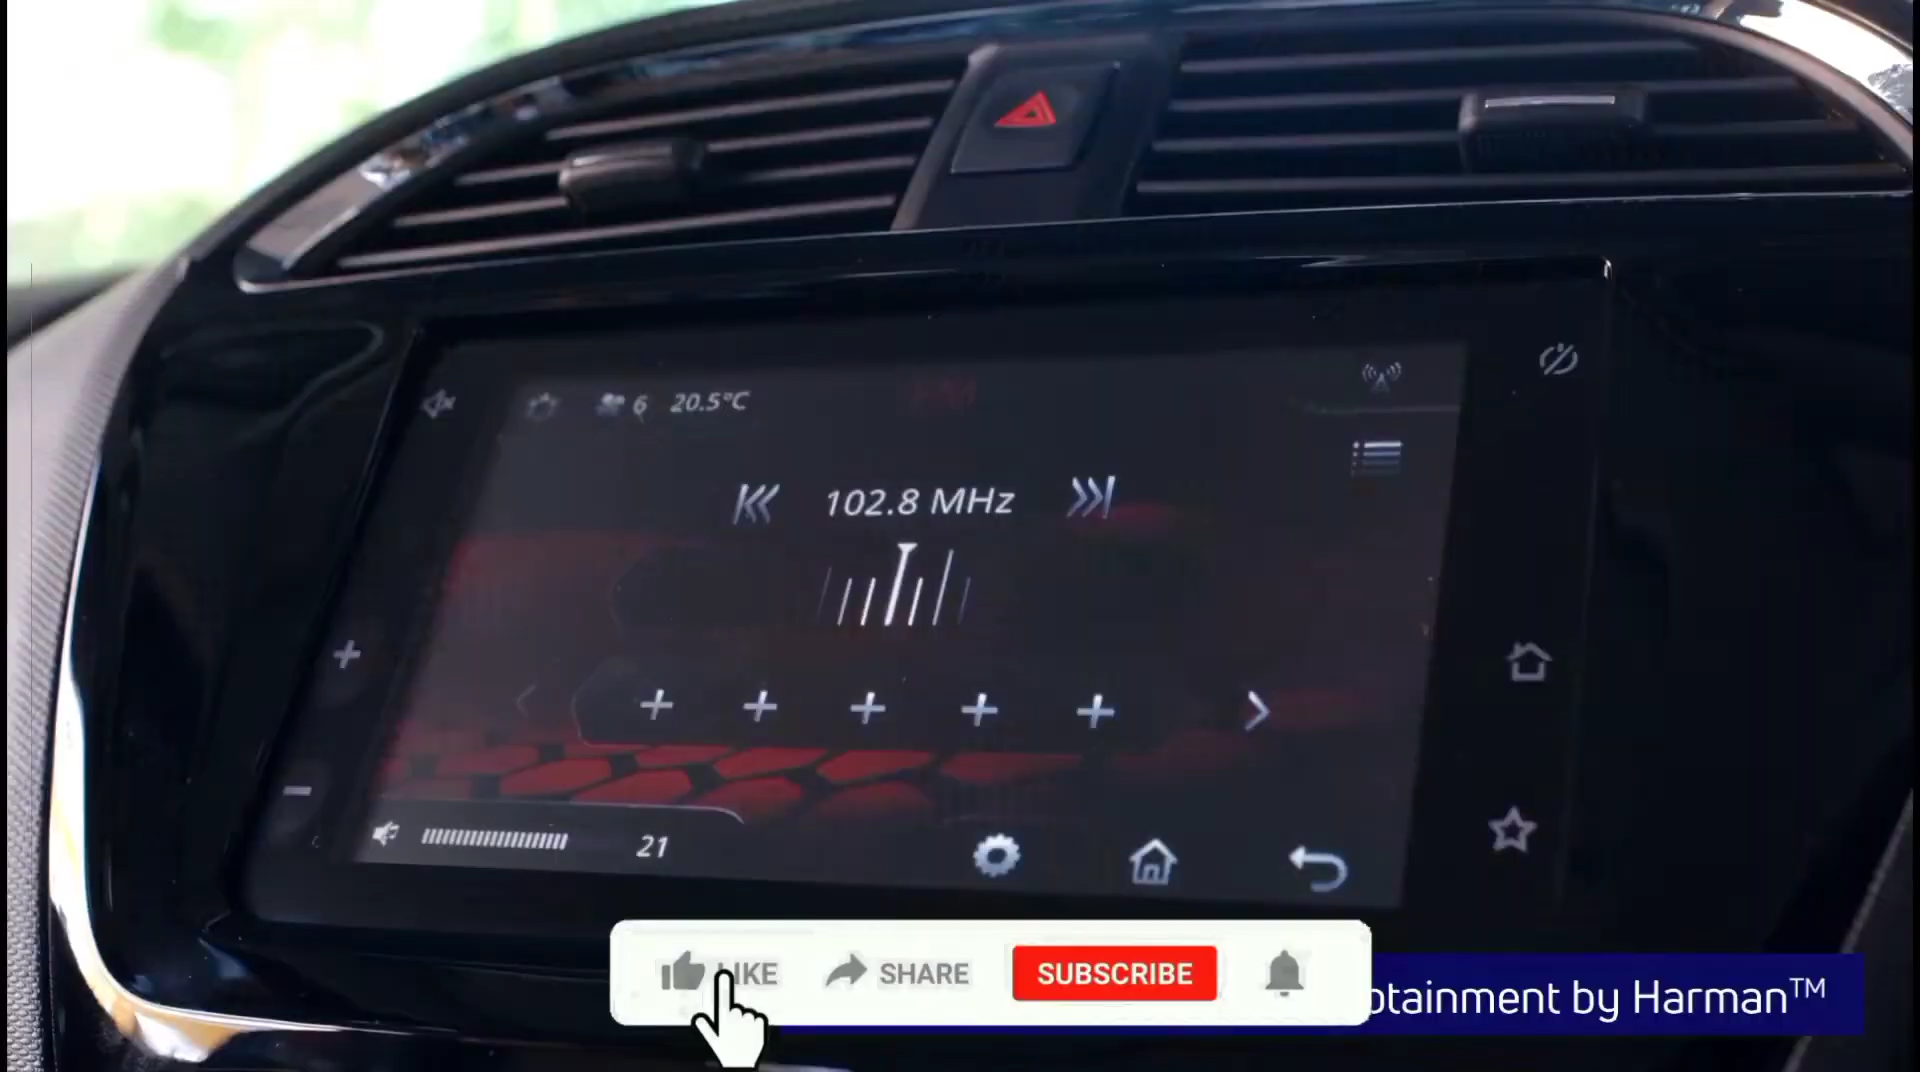 6 20.5°C
102.8 MHz
21
LIKE SHARE SUBSCRIBE
otainment by Harman™